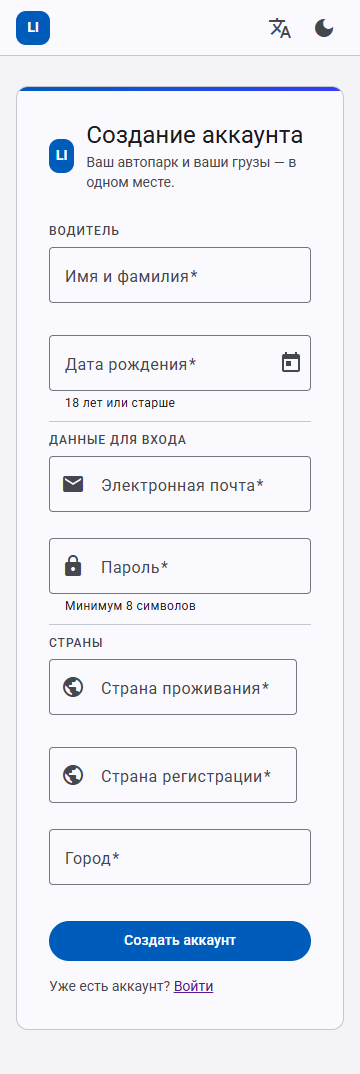 LI
LI
Создание аккаунта
Ваш автопарк и ваши грузы — в
одном месте.
ВОДИТЕЛЬ
Имя и фамилия*
Дата рождения*
18 лет или старше
ДАННЫЕ ДЛЯ ВХОДА
Электронная почта*
Пароль*
Минимум 8 символов
СТРАНЫ
Страна проживания*
Страна регистрации*
Город*
Создать аккаунт
Уже есть аккаунт? Войти